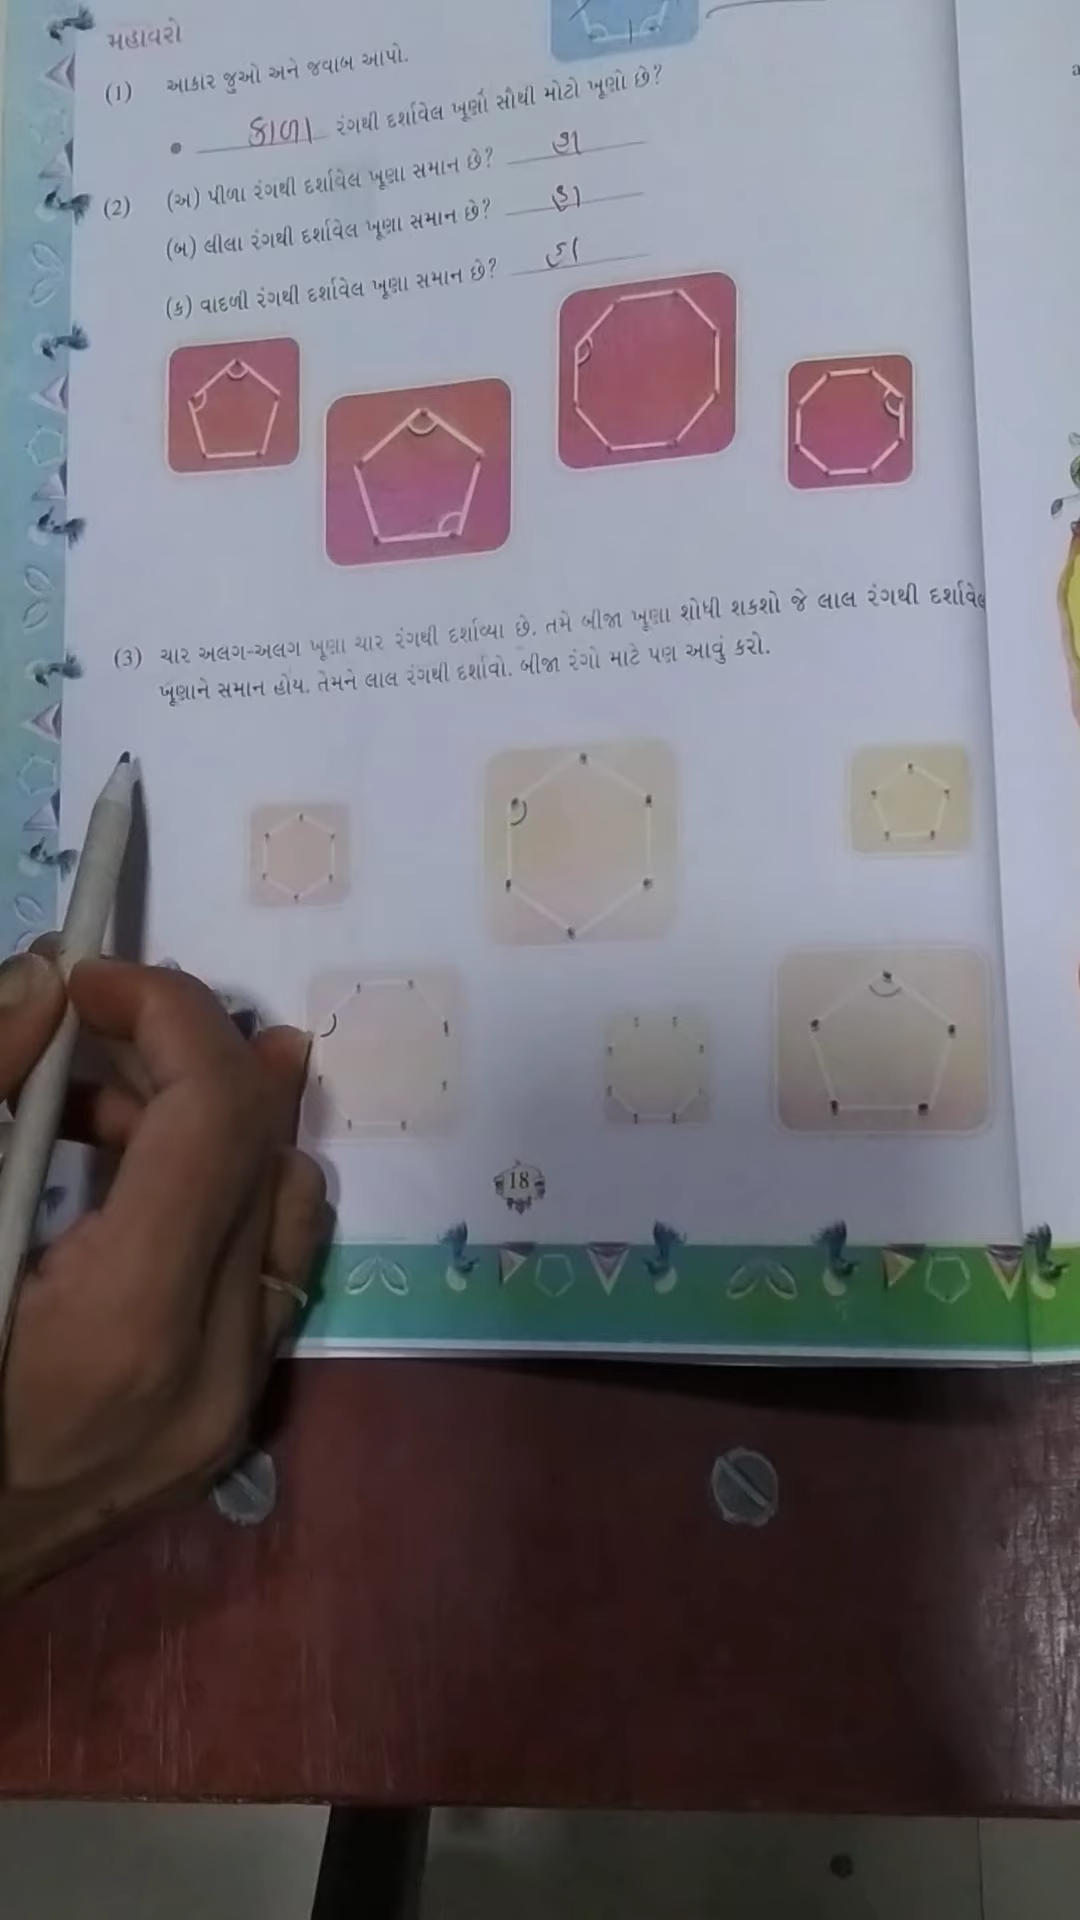 મહાવરો
(1) આકાર જુઓ અને જવાબ આપો.
• કાળા રંગથી દર્શાવેલ ખૂણો સૌથી મોટો ખૂણો છે?
(2) (અ) પીળા રંગથી દર્શાવેલ ખૂણા સમાન છે? હા
(બ) લીલા રંગથી દર્શાવેલ ખૂણા સમાન છે? હા
(ક) વાદળી રંગથી દર્શાવેલ ખૂણા સમાન છે? હા
(3) ચાર અલગ-અલગ ખૂણા ચાર રંગથી દર્શાવ્યા છે. તમે બીજા ખૂણા શોધી શકશો જે લાલ રંગથી દર્શાવેલ
ખૂણાને સમાન હોય. તેમને લાલ રંગથી દર્શાવો. બીજા રંગો માટે પણ આવું કરો.
18